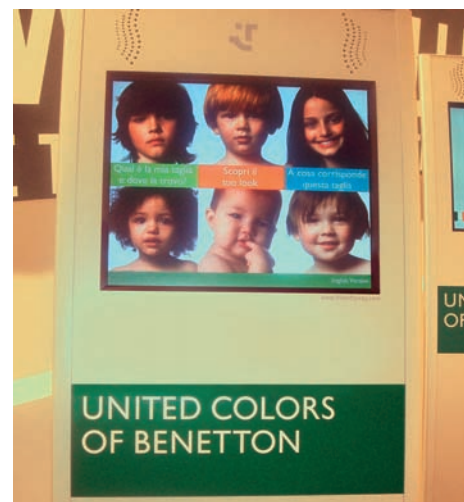 Qual è la mia taglia
e dove la trovo?
Scopri il
tuo look
A cosa corrisponde
questa taglia
English Version
UNITED COLORS
OF BENETTON
UN
OF